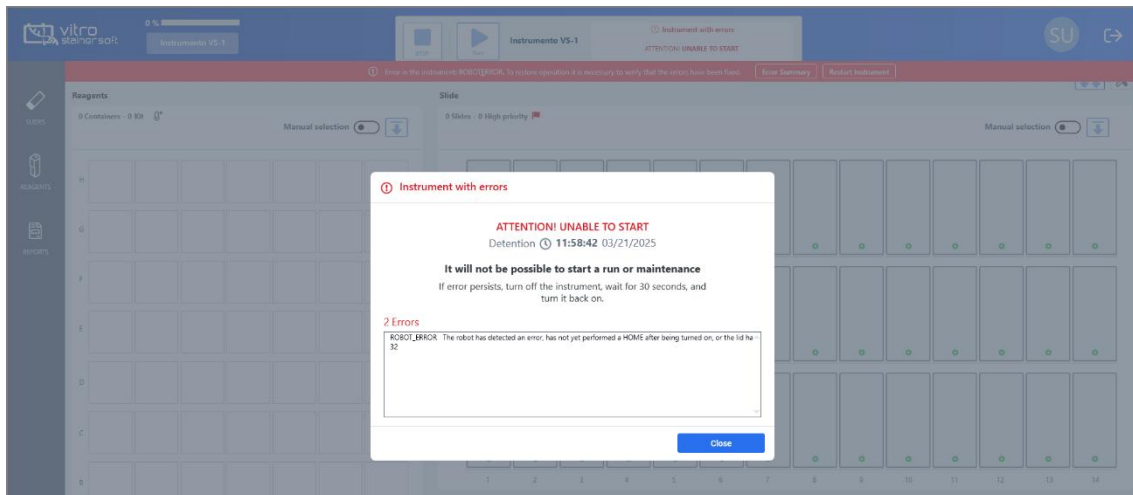 vitro
stainer soft
0 %
Instrumento VS-1
STOP
Run
Instrumento VS-1
Instrument with errors
ATTENTION! UNABLE TO START
Error in the instrument: ROBOT_ERROR. To restore operation it is necessary to verify that the errors have been fixed.
Error Summary
Restart Instrument
SU
SLIDES
REAGENTS
REPORTS
Reagents
0 Containers - 0 Kit
Manual selection
Slide
0 Slides - 0 High priority
Manual selection
H
G
F
E
D
C
B
Instrument with errors
ATTENTION! UNABLE TO START
Detention 11:58:42 03/21/2025
It will not be possible to start a run or maintenance
If error persists, turn off the instrument, wait for 30 seconds, and
turn it back on.
2 Errors
ROBOT_ERROR The robot has detected an error, has not yet performed a HOME after being turned on, or the lid ha
32
Close
1 2 3 4 5 6 7 8 9 10 11 12 13 14